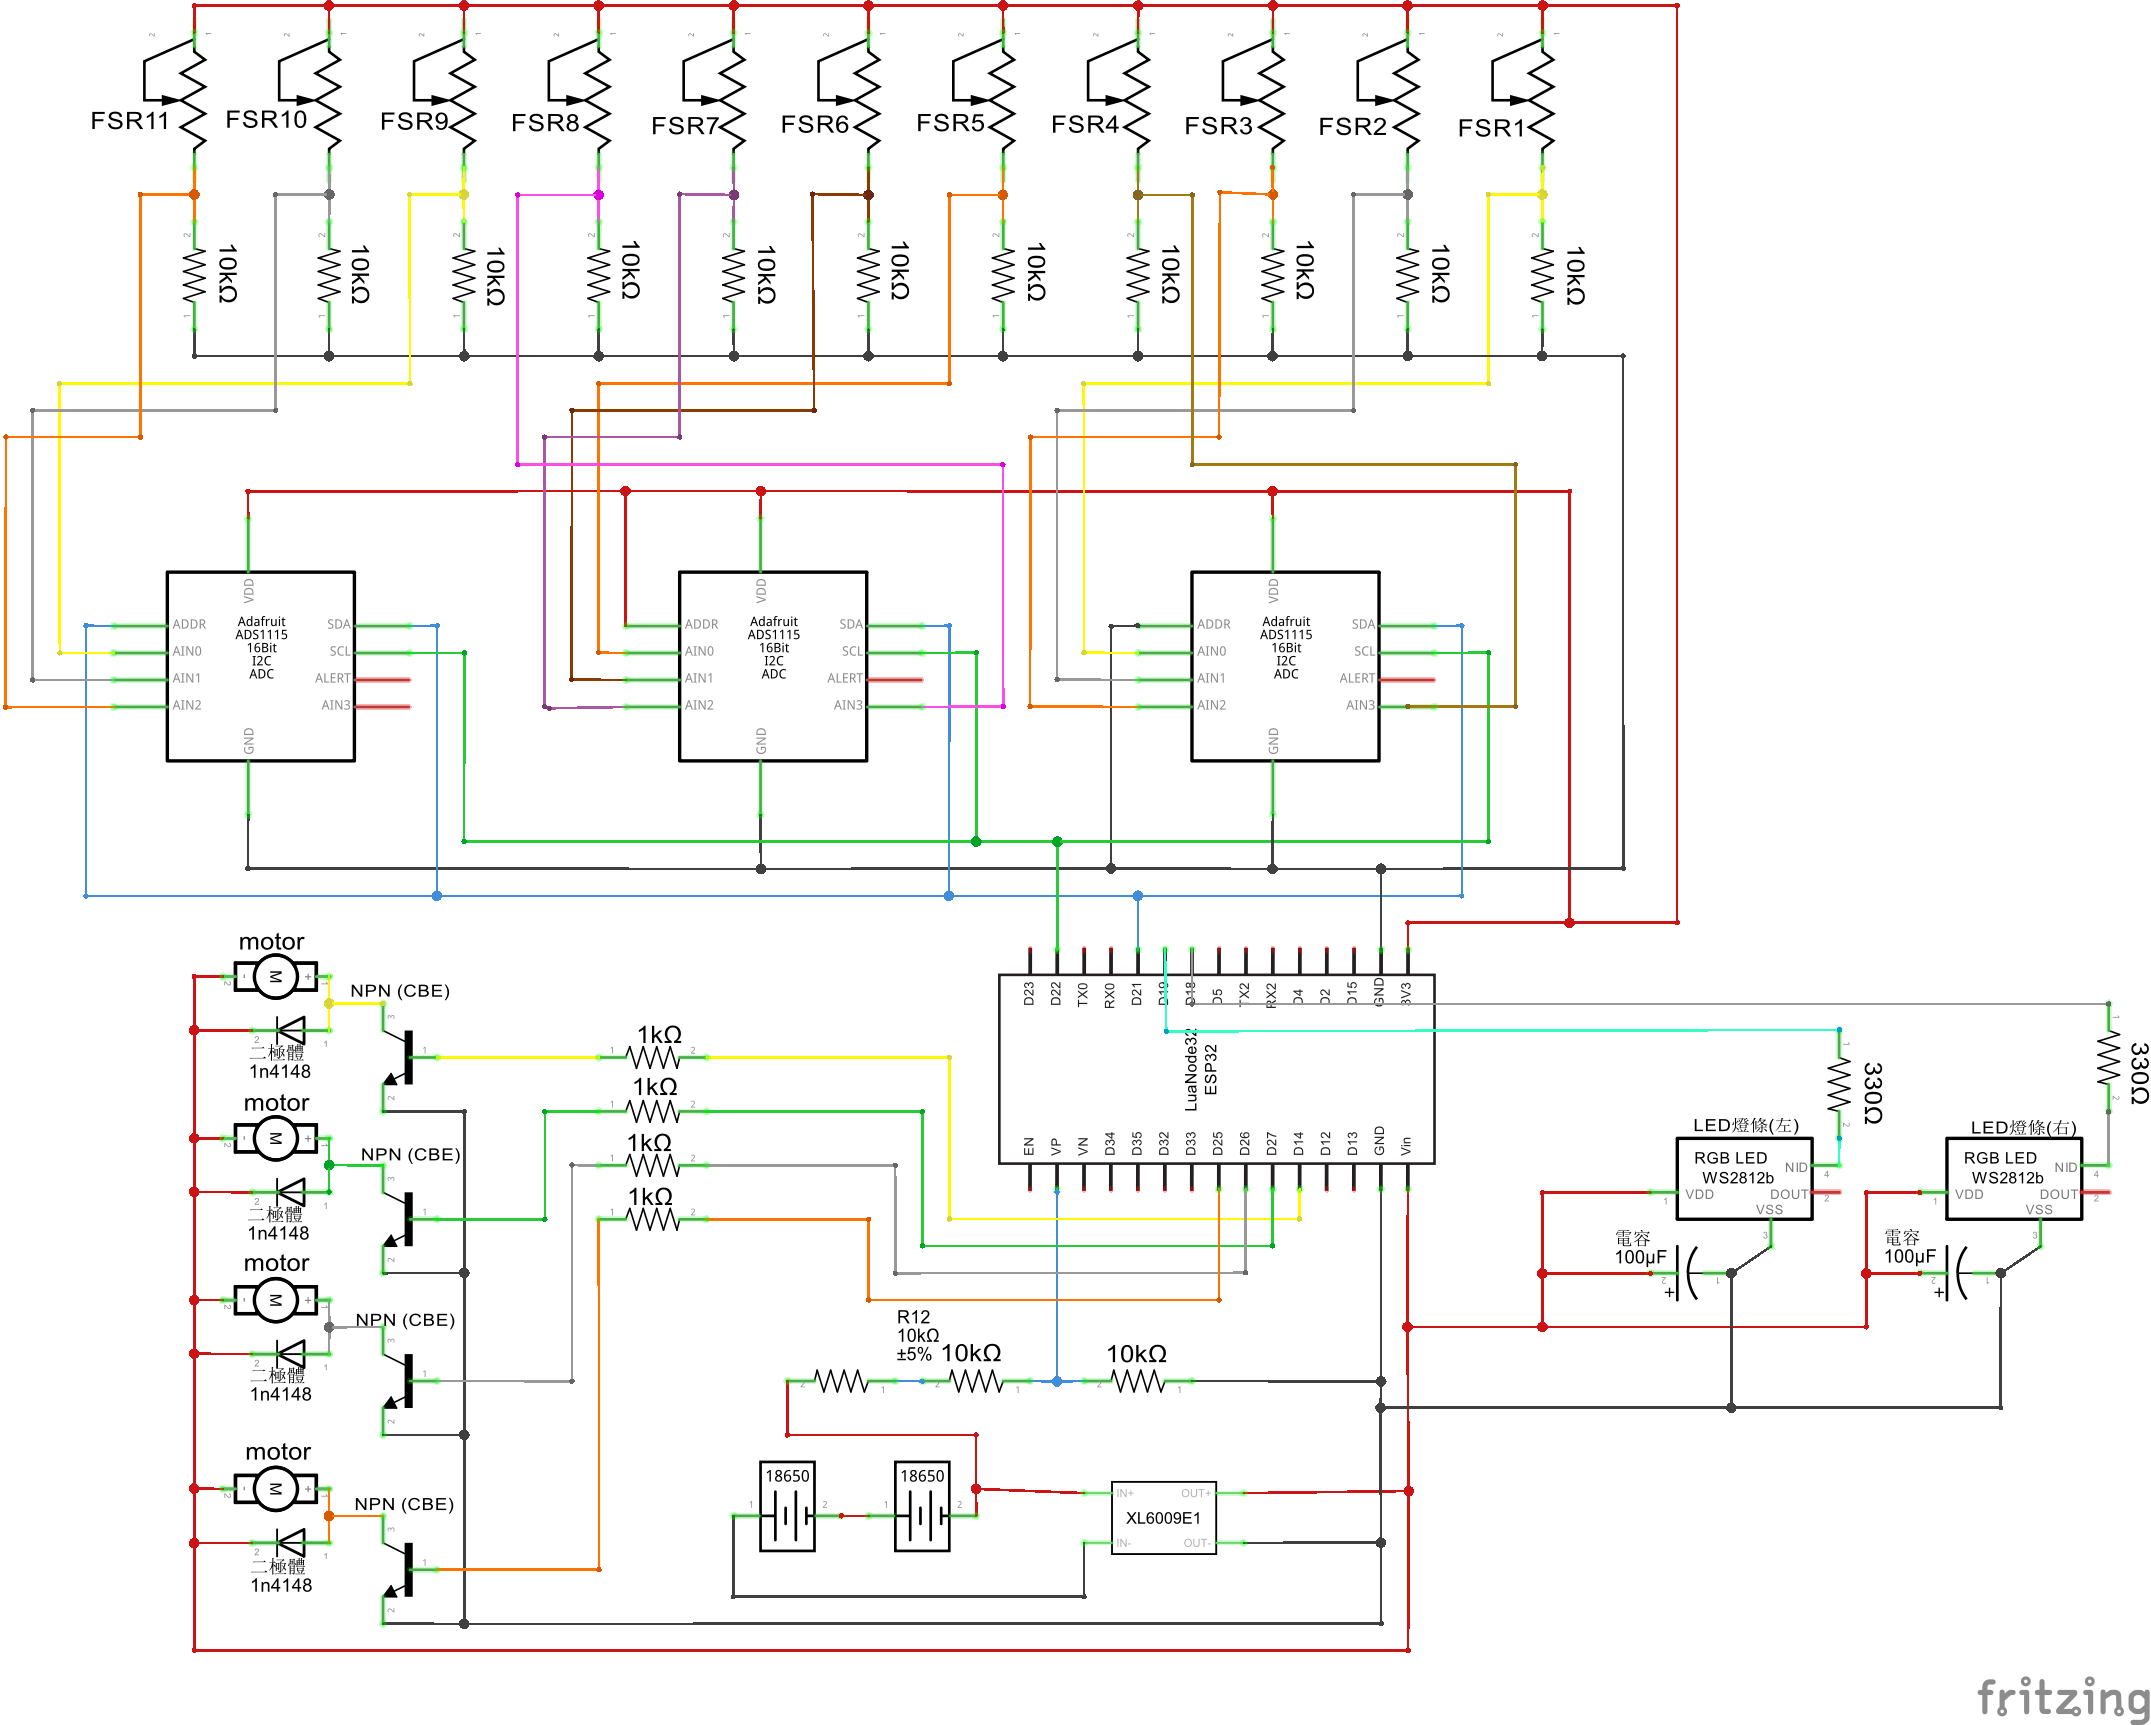 FSR11
FSR10
FSR9
FSR8
FSR7
FSR6
FSR5
FSR4
FSR3
FSR2
FSR1
10kΩ
10kΩ
10kΩ
10kΩ
10kΩ
10kΩ
10kΩ
10kΩ
10kΩ
10kΩ
10kΩ
VDD
ADDR
AIN0
AIN1
AIN2
Adafruit
ADS1115
16Bit
I2C
ADC
SDA
SCL
ALERT
AIN3
GND
VDD
ADDR
AIN0
AIN1
AIN2
Adafruit
ADS1115
16Bit
I2C
ADC
SDA
SCL
ALERT
AIN3
GND
VDD
ADDR
AIN0
AIN1
AIN2
Adafruit
ADS1115
16Bit
I2C
ADC
SDA
SCL
ALERT
AIN3
GND
motor
M
NPN (CBE)
二極體
1n4148
motor
M
NPN (CBE)
二極體
1n4148
motor
M
NPN (CBE)
二極體
1n4148
motor
M
NPN (CBE)
二極體
1n4148
1kΩ
1kΩ
1kΩ
1kΩ
D23
D22
TX0
RX0
D21
D19
D18
D5
TX2
RX2
D4
D2
D15
GND
3V3
LuaNode32
ESP32
EN
VP
VN
D34
D35
D32
D33
D25
D26
D27
D14
D12
D13
GND
Vin
330Ω
330Ω
LED燈條(左)
RGB LED
WS2812b
NID
VDD
DOUT
VSS
電容
100µF
LED燈條(右)
RGB LED
WS2812b
NID
VDD
DOUT
VSS
電容
100µF
R12
10kΩ
±5%
10kΩ
10kΩ
18650
18650
IN+
OUT+
XL6009E1
IN-
OUT-
fritzing